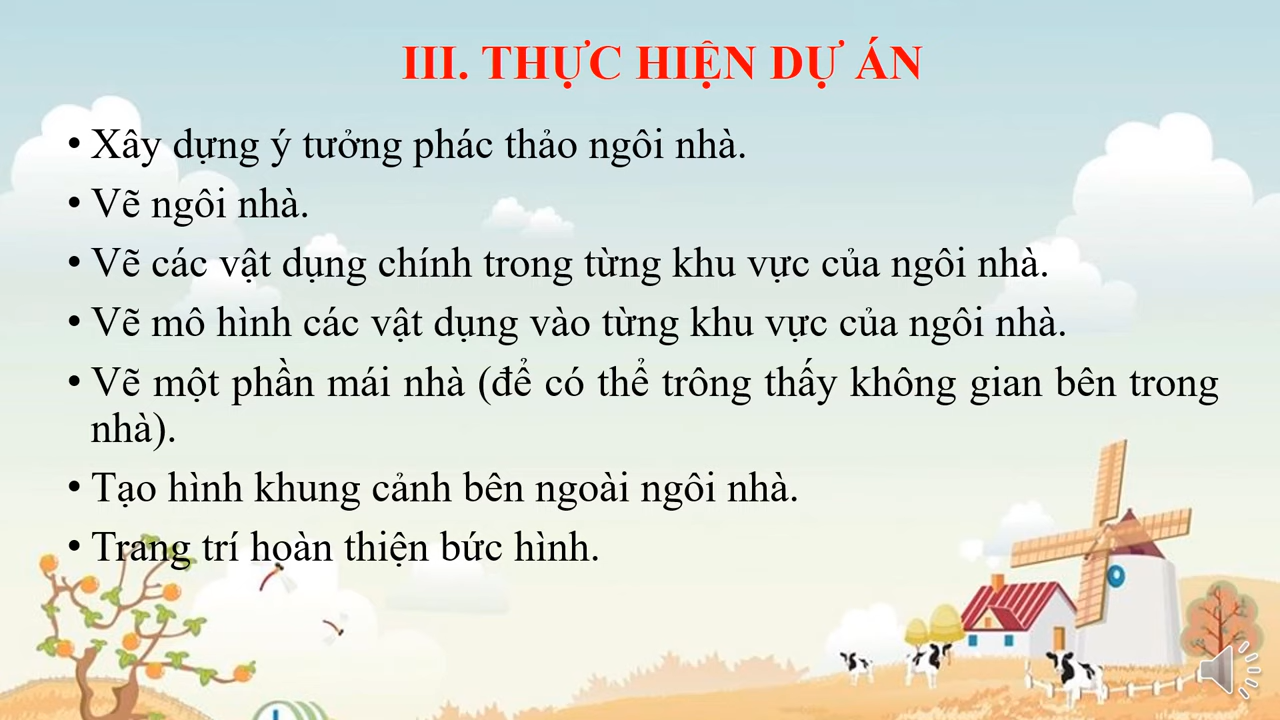 III. THỰC HIỆN DỰ ÁN
• Xây dựng ý tưởng phác thảo ngôi nhà.
• Vẽ ngôi nhà.
• Vẽ các vật dụng chính trong từng khu vực của ngôi nhà.
• Vẽ mô hình các vật dụng vào từng khu vực của ngôi nhà.
• Vẽ một phần mái nhà (để có thể trông thấy không gian bên trong
nhà).
• Tạo hình khung cảnh bên ngoài ngôi nhà.
• Trang trí hoàn thiện bức hình.